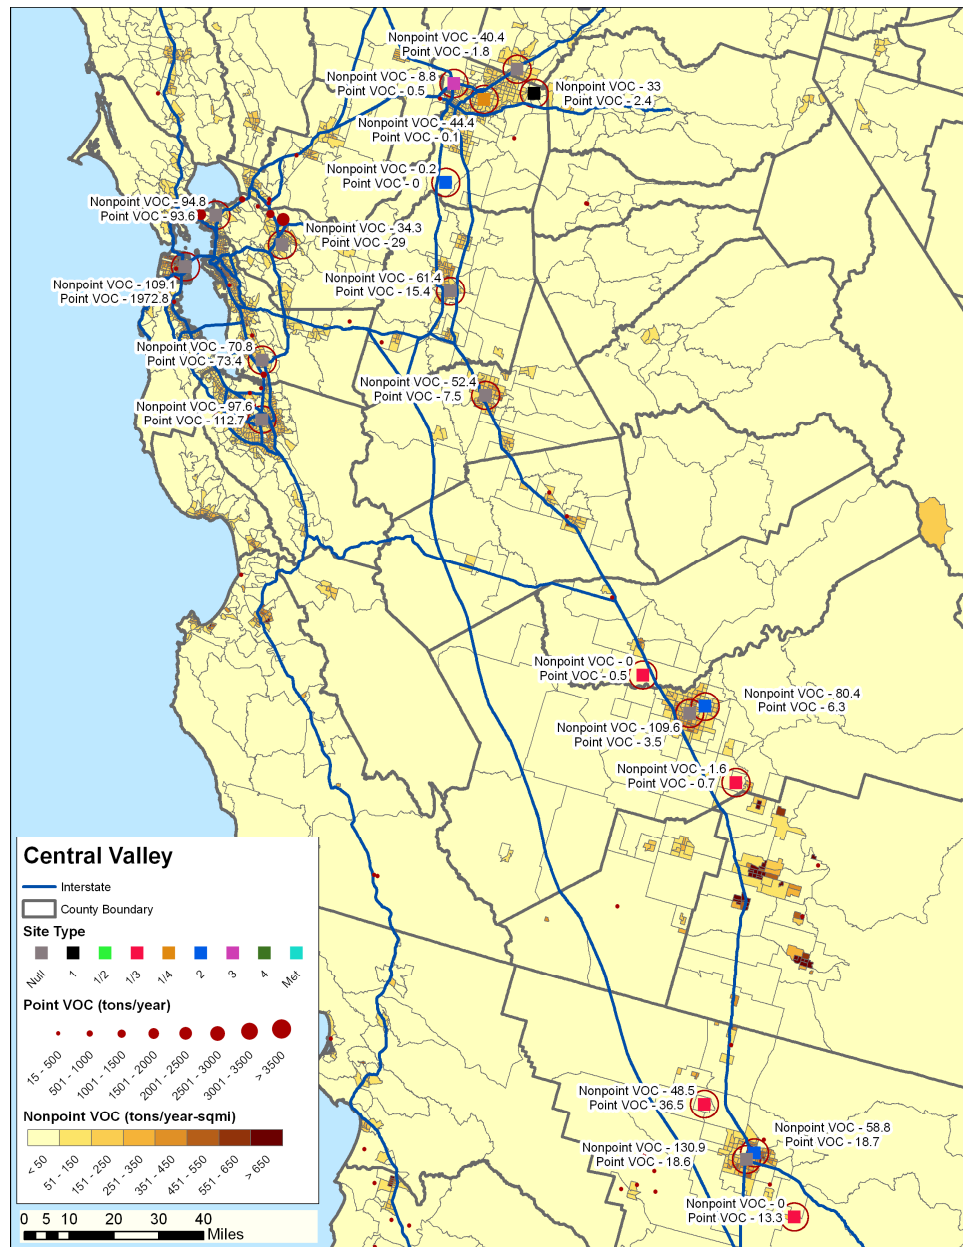 Nonpoint VOC - 40.4
Point VOC - 1.8
Nonpoint VOC - 8.8
Point VOC - 0.5
Nonpoint VOC - 33
Point VOC - 2.4
Nonpoint VOC - 44.4
Point VOC - 0.1
Nonpoint VOC - 0.2
Point VOC - 0
Nonpoint VOC - 94.8
Point VOC - 93.6
Nonpoint VOC - 34.3
Point VOC - 29
Nonpoint VOC - 109.1
Point VOC - 1972.8
Nonpoint VOC - 61.4
Point VOC - 15.4
Nonpoint VOC - 70.8
Point VOC - 73.4
Nonpoint VOC - 52.4
Point VOC - 7.5
Nonpoint VOC - 97.6
Point VOC - 112.7
Nonpoint VOC - 0
Point VOC - 0.5
Nonpoint VOC - 80.4
Point VOC - 6.3
Nonpoint VOC - 109.6
Point VOC - 3.5
Nonpoint VOC - 1.6
Point VOC - 0.7
Nonpoint VOC - 48.5
Point VOC - 36.5
Nonpoint VOC - 58.8
Point VOC - 18.7
Nonpoint VOC - 130.9
Point VOC - 18.6
Nonpoint VOC - 0
Point VOC - 13.3
Central Valley
Interstate
County Boundary
Site Type
Null 1 1/2 1/3 1/4 2 3 4 Met
Point VOC (tons/year)
15 - 500 501 - 1000 1001 - 1500 1501 - 2000 2001 - 2500 2501 - 3000 3001 - 3500 > 3500
Nonpoint VOC (tons/year-sqmi)
< 50 51 - 150 151 - 250 251 - 350 351 - 450 451 - 550 551 - 650 > 650
0 5 10 20 30 40
Miles